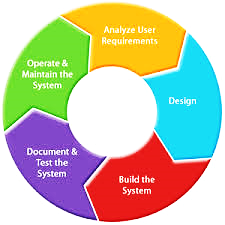 Analyze User
Requirements
Design
Build the
System
Document &
Test the
System
Operate &
Maintain the
System